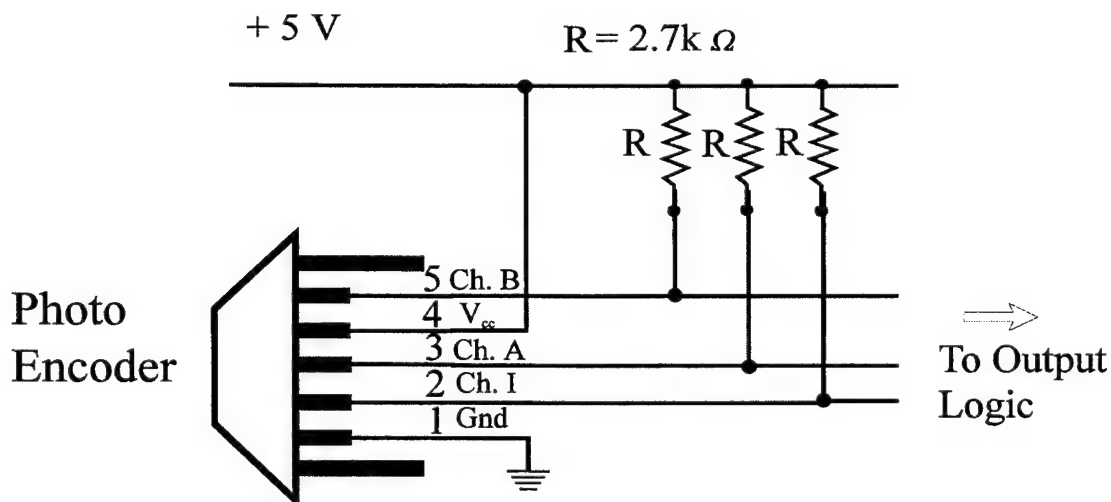 + 5 V
R = 2.7k Ω
R R R
5 Ch. B
4 Vcc
3 Ch. A
2 Ch. I
1 Gnd
Photo
Encoder
To Output
Logic